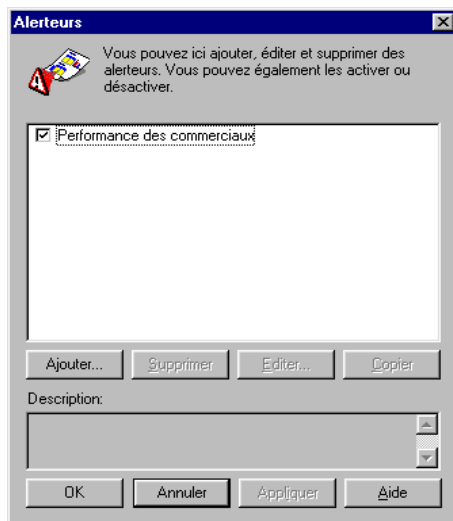 Alerteurs
Vous pouvez ici ajouter, éditer et supprimer des
alerteurs. Vous pouvez également les activer ou
désactiver.
Performance des commerciaux
Ajouter...
Supprimer
Editer...
Copier
Description:
OK
Annuler
Appliquer
Aide